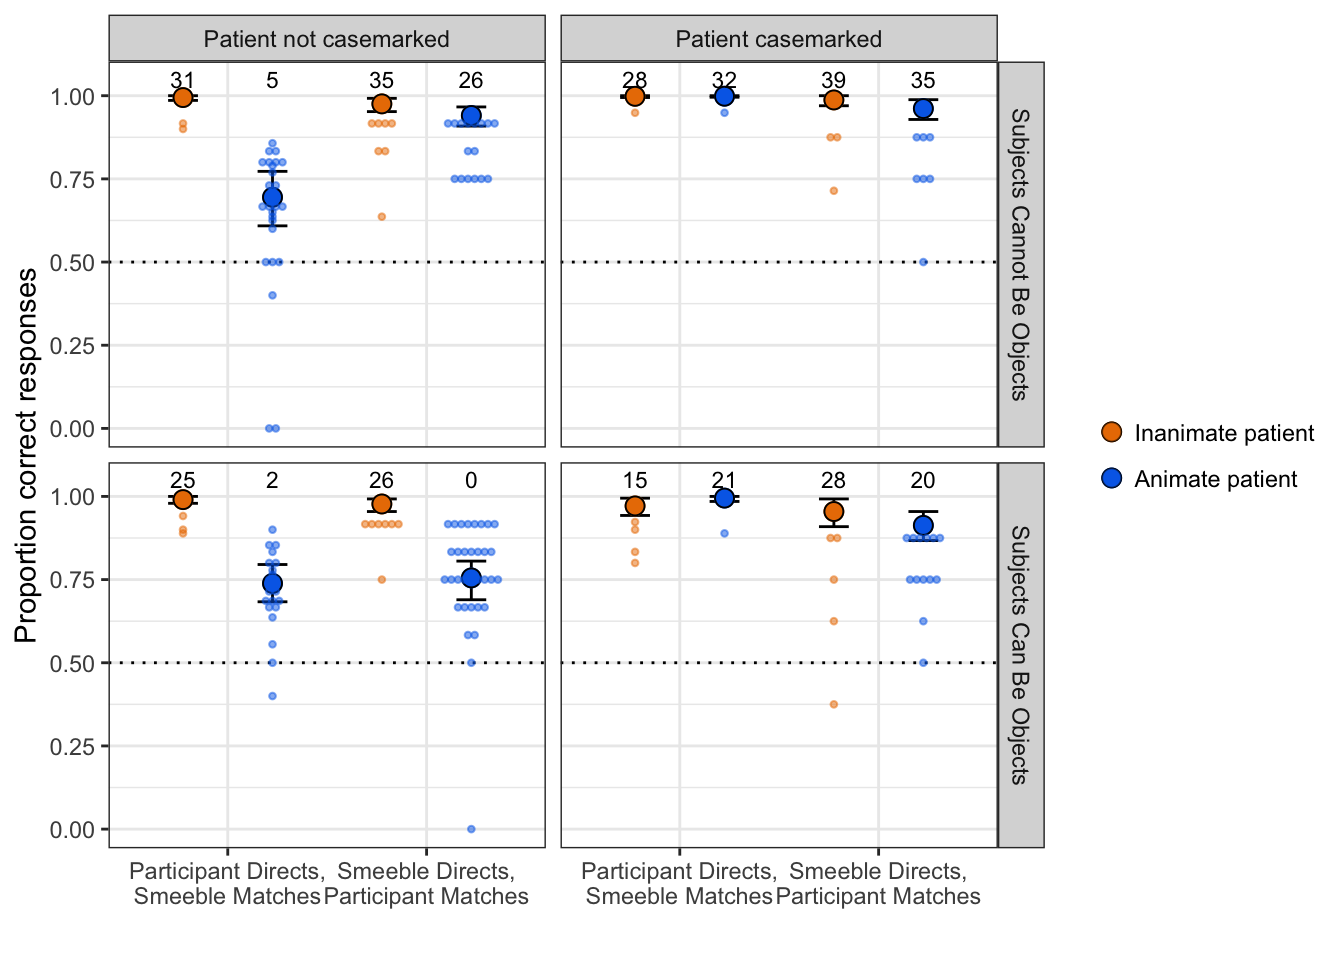 Patient not casemarked
Patient casemarked
31 5 35 26
28 32 39 35
1.00
0.75
0.50
0.25
0.00
Subjects Cannot Be Objects
Proportion correct responses
Inanimate patient
Animate patient
25 2 26 0
15 21 28 20
1.00
0.75
0.50
0.25
0.00
Subjects Can Be Objects
Participant Directs,
Smeeble Matches
Smeeble Directs,
Participant Matches
Participant Directs,
Smeeble Matches
Smeeble Directs,
Participant Matches